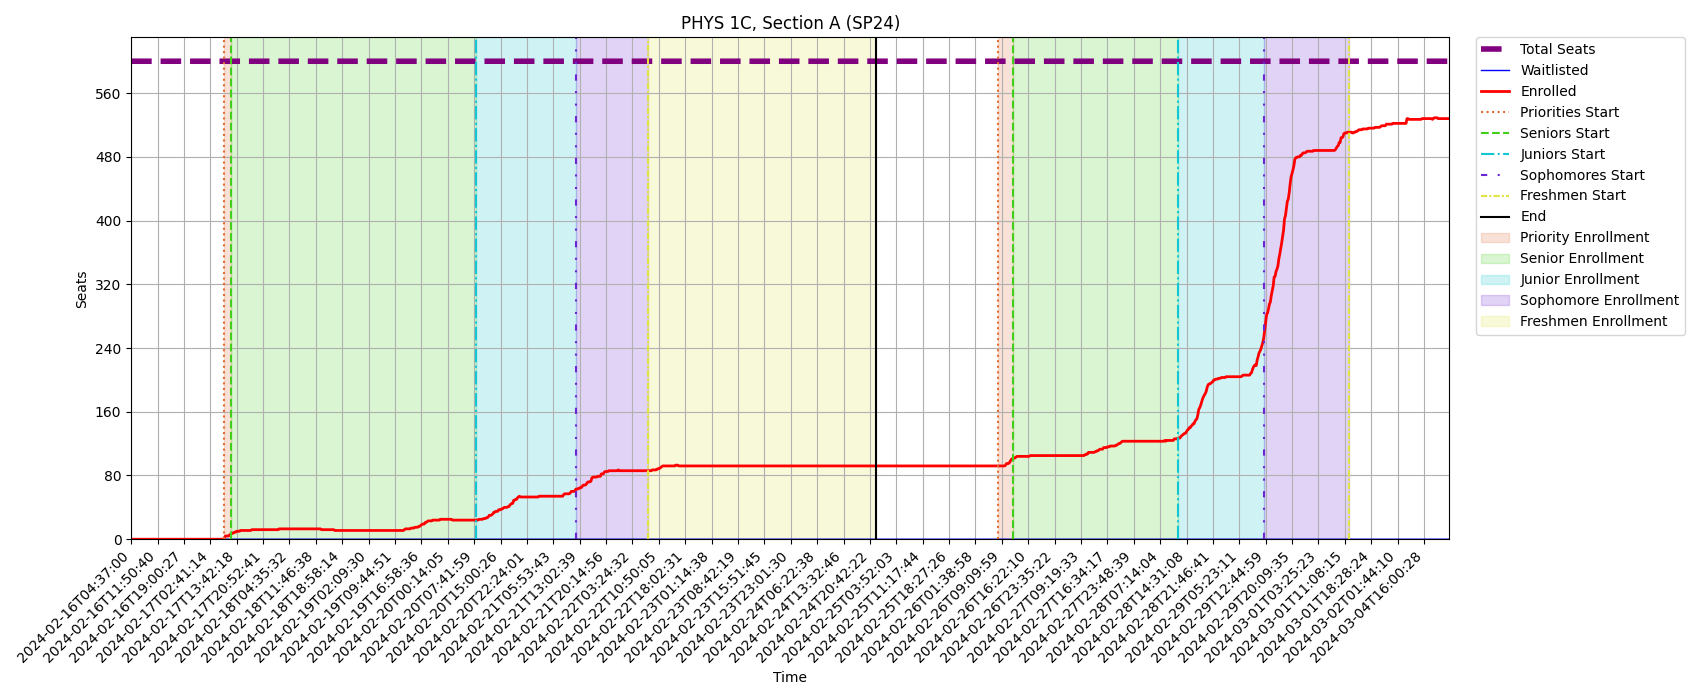 PHYS 1C, Section A (SP24)
Seats
560
480
400
320
240
160
80
0
2024-02-16T04:37:00
2024-02-16T11:50:40
2024-02-16T19:00:27
2024-02-17T02:41:14
2024-02-17T13:42:18
2024-02-17T20:52:41
2024-02-18T04:35:32
2024-02-18T11:46:38
2024-02-18T18:58:14
2024-02-19T02:09:30
2024-02-19T09:44:51
2024-02-19T16:58:36
2024-02-20T00:14:05
2024-02-20T07:41:59
2024-02-20T15:00:26
2024-02-20T22:24:01
2024-02-21T05:53:43
2024-02-21T13:02:39
2024-02-21T20:14:56
2024-02-22T03:24:32
2024-02-22T10:50:05
2024-02-22T18:02:31
2024-02-23T01:14:38
2024-02-23T08:42:19
2024-02-23T15:51:45
2024-02-23T23:01:30
2024-02-24T06:22:38
2024-02-24T13:32:46
2024-02-24T20:42:22
2024-02-25T03:52:03
2024-02-25T11:17:44
2024-02-25T18:27:26
2024-02-26T01:38:58
2024-02-26T09:09:59
2024-02-26T16:22:10
2024-02-26T23:35:22
2024-02-27T09:19:33
2024-02-27T16:34:17
2024-02-27T23:48:39
2024-02-28T07:14:04
2024-02-28T14:31:08
2024-02-28T21:46:41
2024-02-29T05:23:11
2024-02-29T12:44:59
2024-02-29T20:09:35
2024-03-01T03:25:23
2024-03-01T11:08:15
2024-03-01T18:28:24
2024-03-02T01:44:10
2024-03-04T16:00:28
Time
Total Seats
Waitlisted
Enrolled
Priorities Start
Seniors Start
Juniors Start
Sophomores Start
Freshmen Start
End
Priority Enrollment
Senior Enrollment
Junior Enrollment
Sophomore Enrollment
Freshmen Enrollment